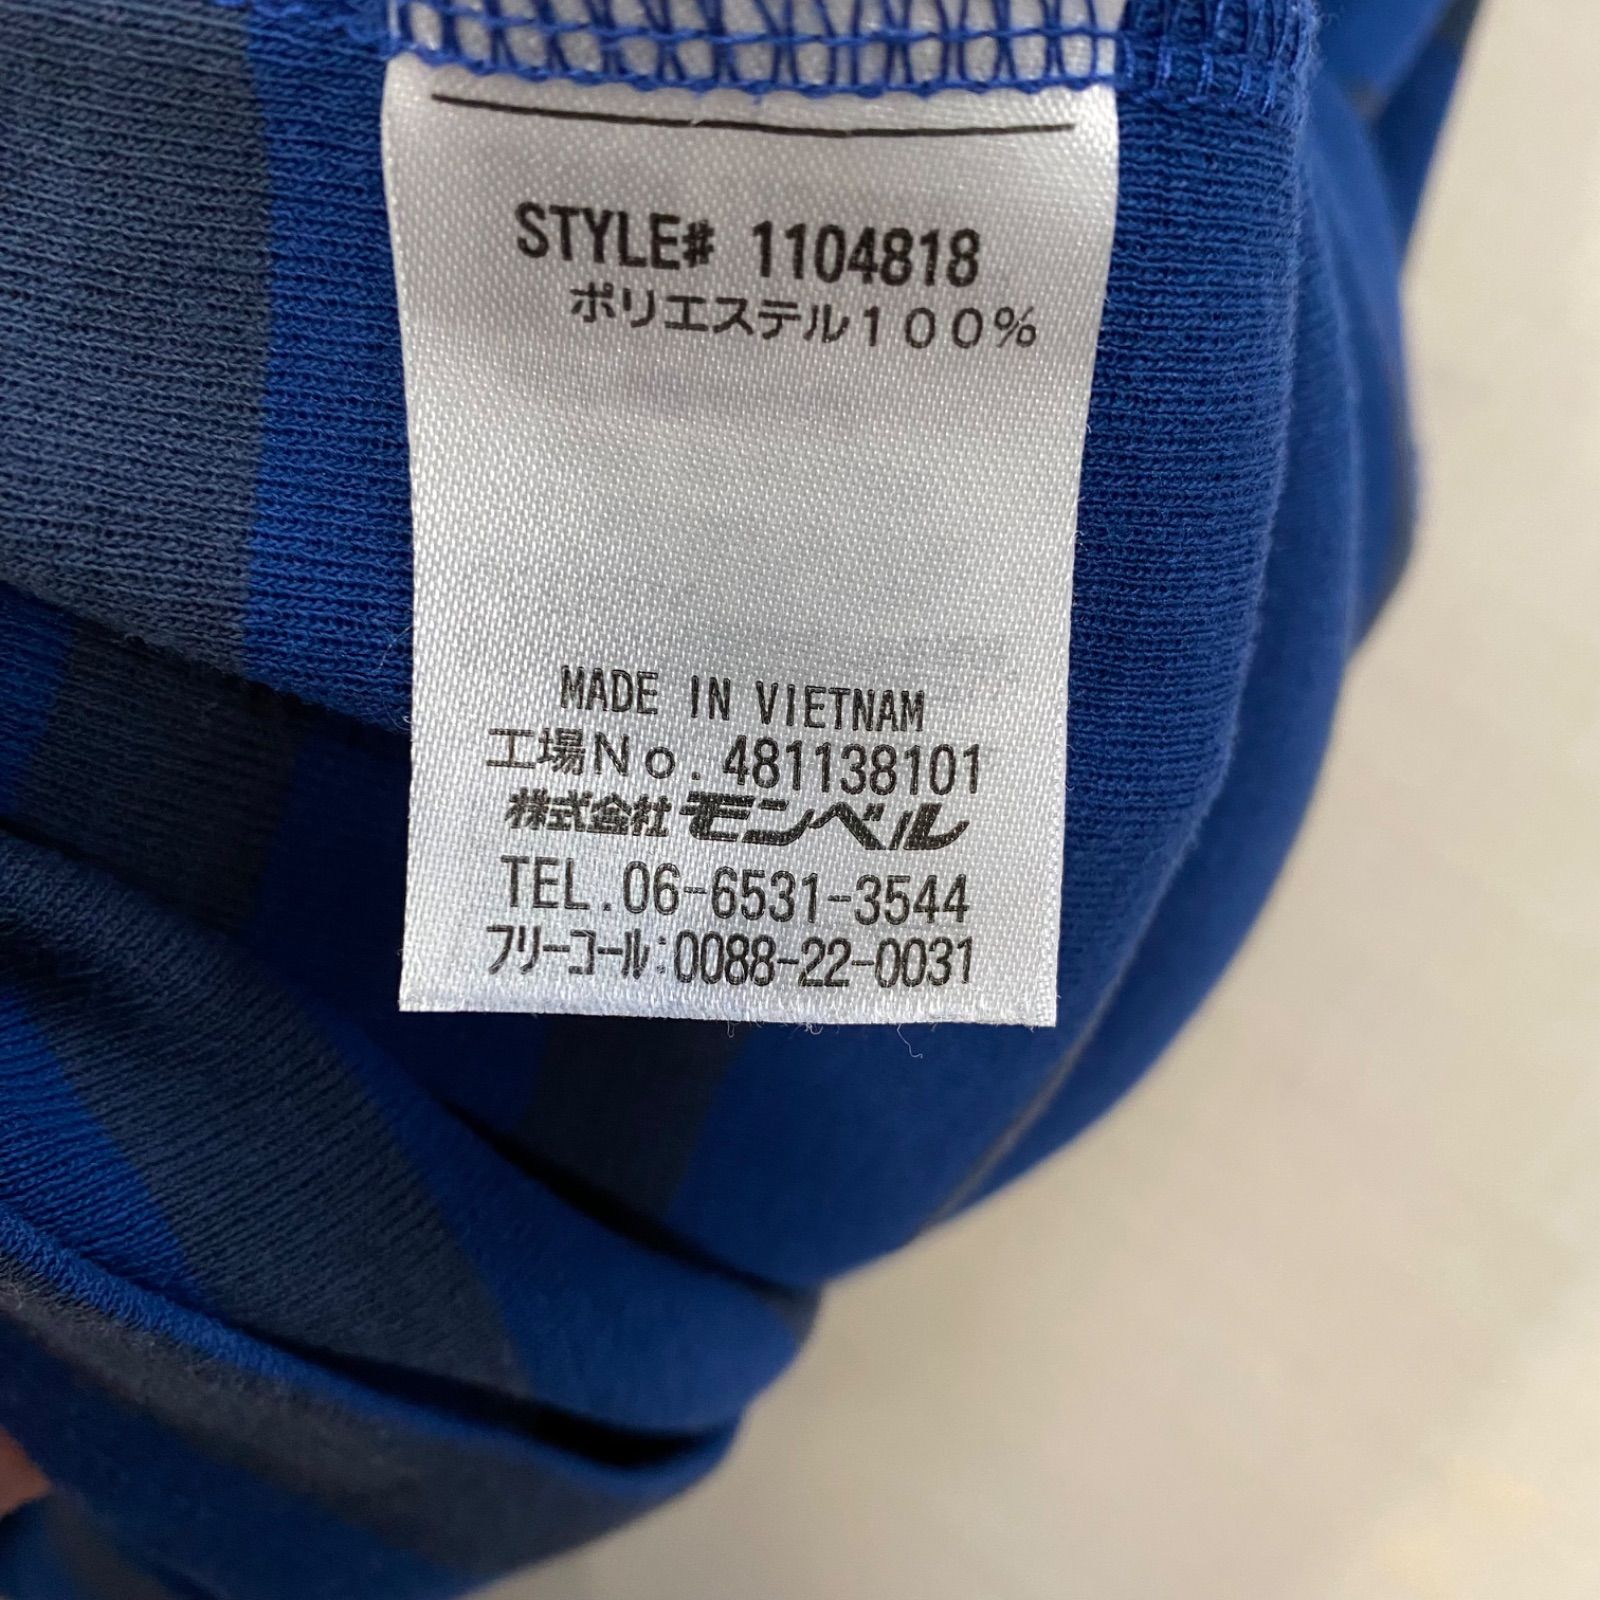 STYLE# 1104818
ポリエステル１００％
MADE IN VIETNAM
工場Ｎｏ. 481138101
株式会社モンベル
TEL.06-6531-3544
フリーコール:0088-22-0031